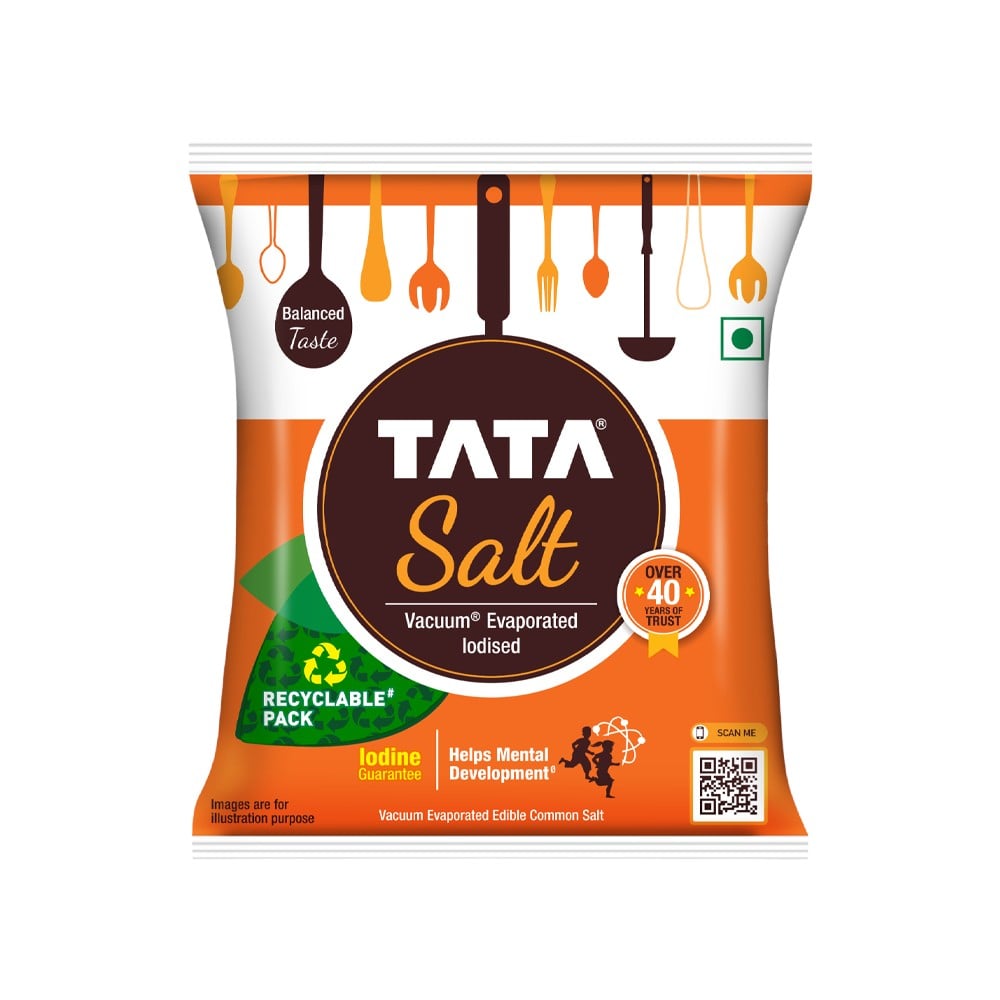 Balanced
Taste
TATA®
Salt
Vacuum® Evaporated
Iodised
OVER
40
YEARS OF
TRUST
RECYCLABLE#
PACK
Iodine
Guarantee
Helps Mental
Developmentᶲ
SCAN ME
Images are for
illustration purpose
Vacuum Evaporated Edible Common Salt